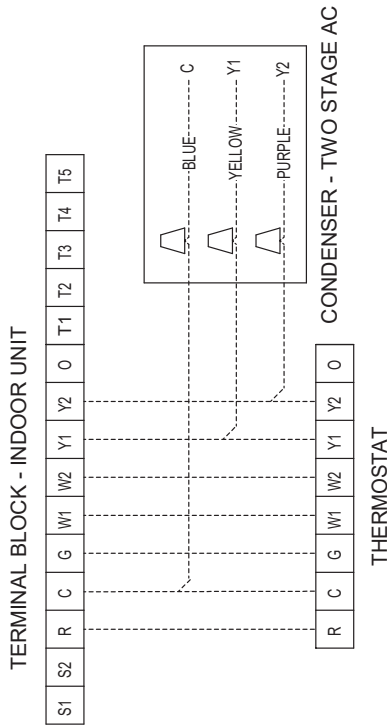 TERMINAL BLOCK - INDOOR UNIT
S1 S2 R C G W1 W2 Y1 Y2 O T1 T2 T3 T4 T5
BLUE C
YELLOW Y1
PURPLE Y2
CONDENSER - TWO STAGE AC
R C G W1 W2 Y1 Y2 O
THERMOSTAT